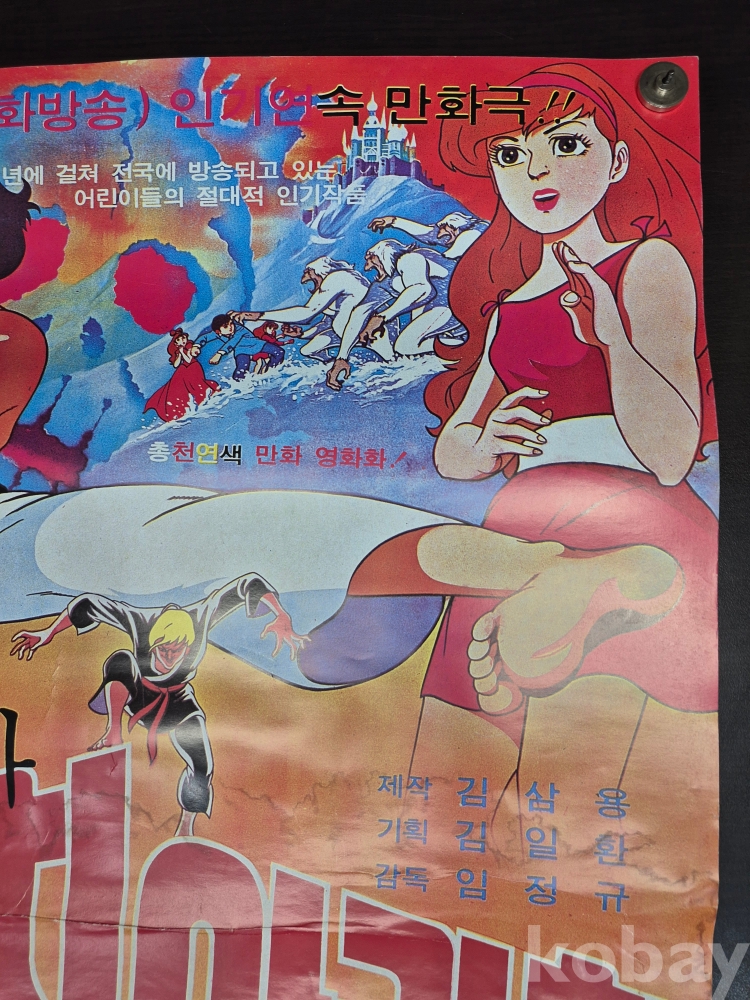 화방송) 인기연속 만화극!!
년에 걸쳐 전국에 방송되고 있는
어린이들의 절대적 인기작품
총천연색 만화 영화화!
제작 김 삼 용
기획 김 일 환
감독 임 정 규
kobay